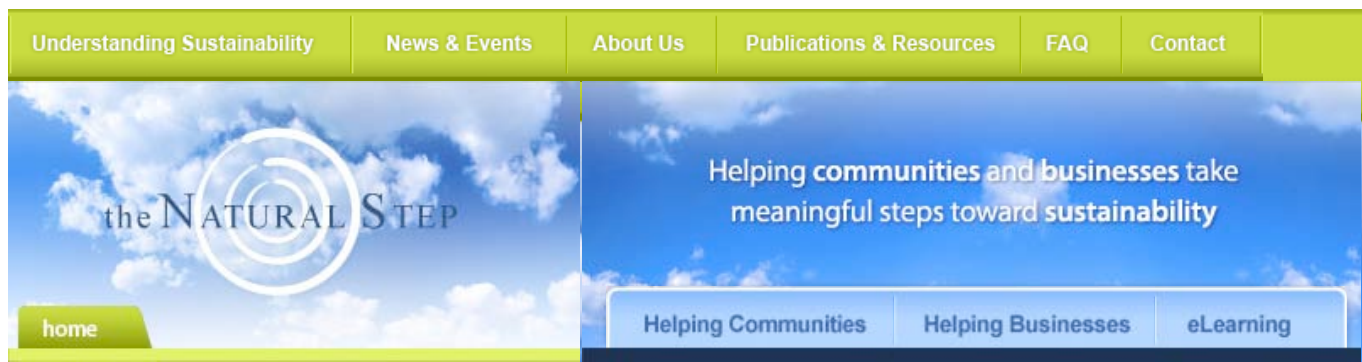 Understanding Sustainability News & Events About Us Publications & Resources FAQ Contact
the NATURAL STEP
Helping communities and businesses take
meaningful steps toward sustainability
home
Helping Communities Helping Businesses eLearning